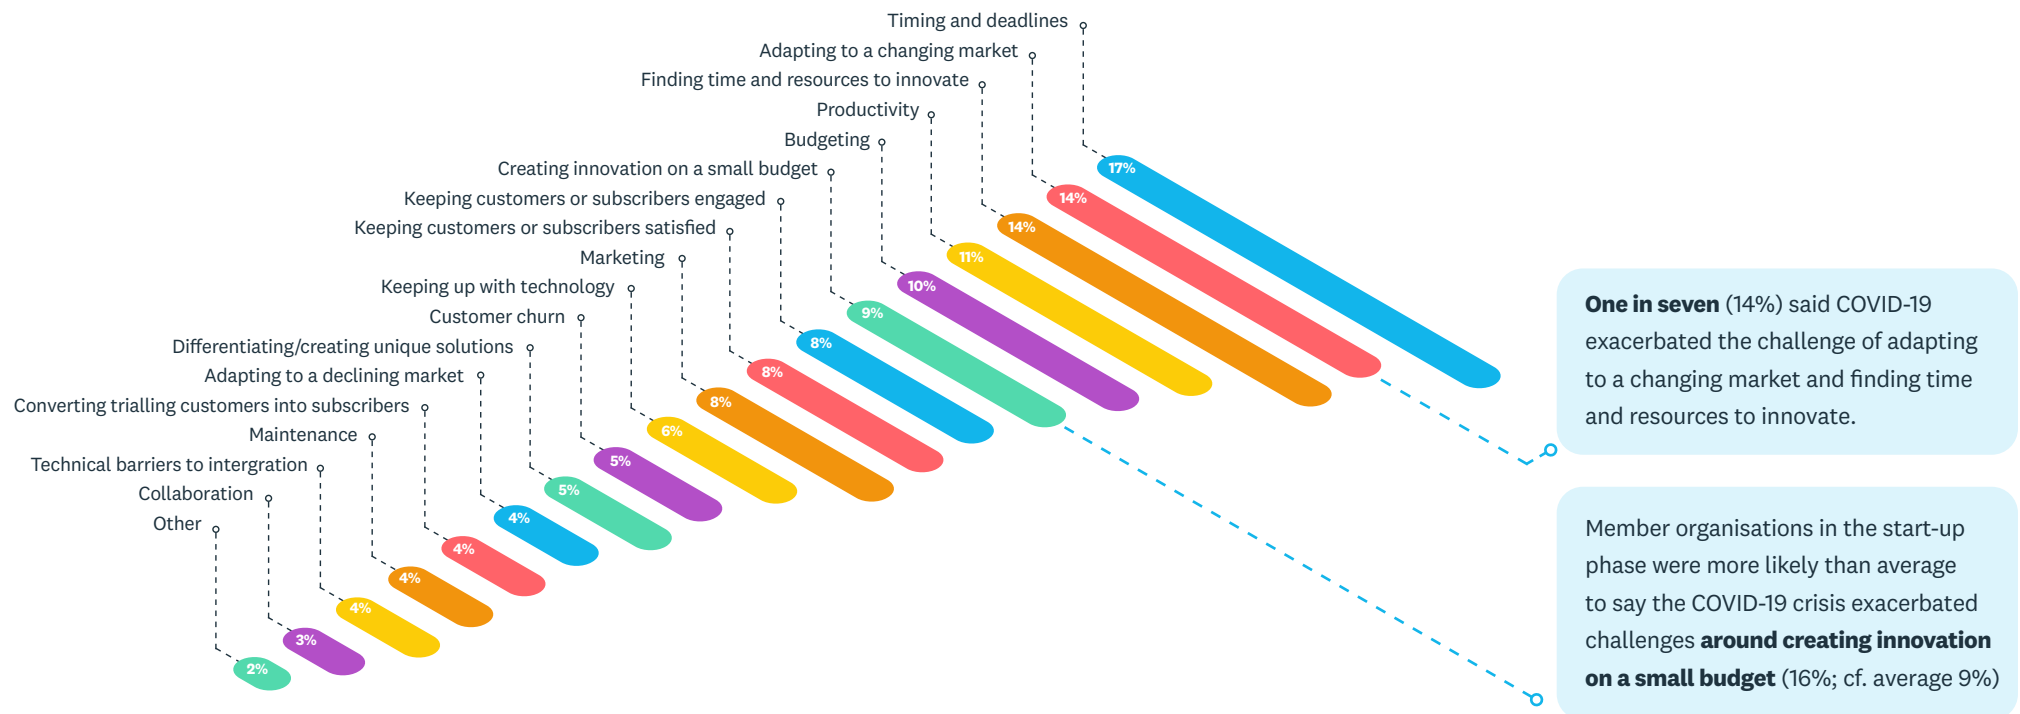 Timing and deadlines
Adapting to a changing market
Finding time and resources to innovate
Productivity
Budgeting
Creating innovation on a small budget
Keeping customers or subscribers engaged
Keeping customers or subscribers satisfied
Marketing
Keeping up with technology
Customer churn
Differentiating/creating unique solutions
Adapting to a declining market
Converting trialling customers into subscribers
Maintenance
Technical barriers to intergration
Collaboration
Other
17%
14%
14%
11%
10%
9%
8%
8%
8%
6%
5%
5%
4%
4%
4%
4%
3%
2%
One in seven (14%) said COVID-19
exacerbated the challenge of adapting
to a changing market and finding time
and resources to innovate.
Member organisations in the start-up
phase were more likely than average
to say the COVID-19 crisis exacerbated
challenges around creating innovation
on a small budget (16%; cf. average 9%)